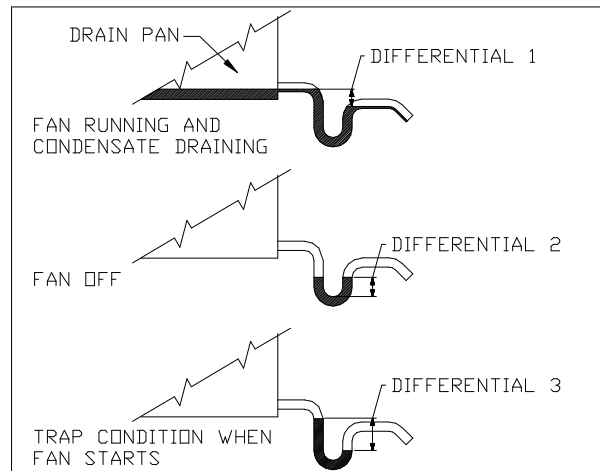 DRAIN PAN
DIFFERENTIAL 1
FAN RUNNING AND
CONDENSATE DRAINING
DIFFERENTIAL 2
FAN OFF
DIFFERENTIAL 3
TRAP CONDITION WHEN
FAN STARTS